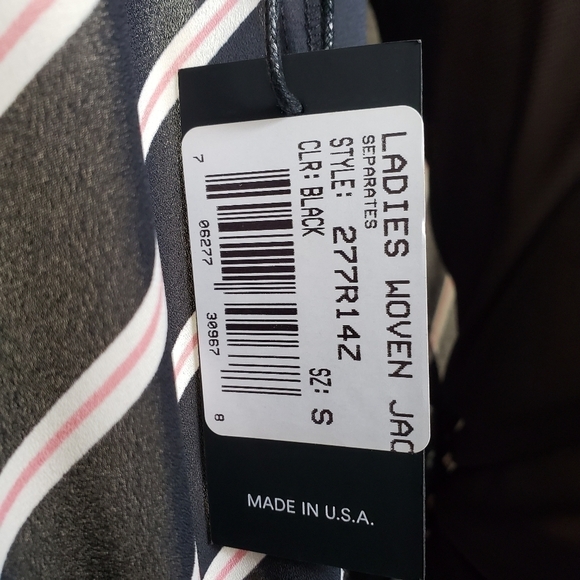 LADIES WOVEN JAC
SEPARATES
STYLE: 277R14Z
CLR: BLACK SZ: S
7 06277 30967 8
MADE IN U.S.A.